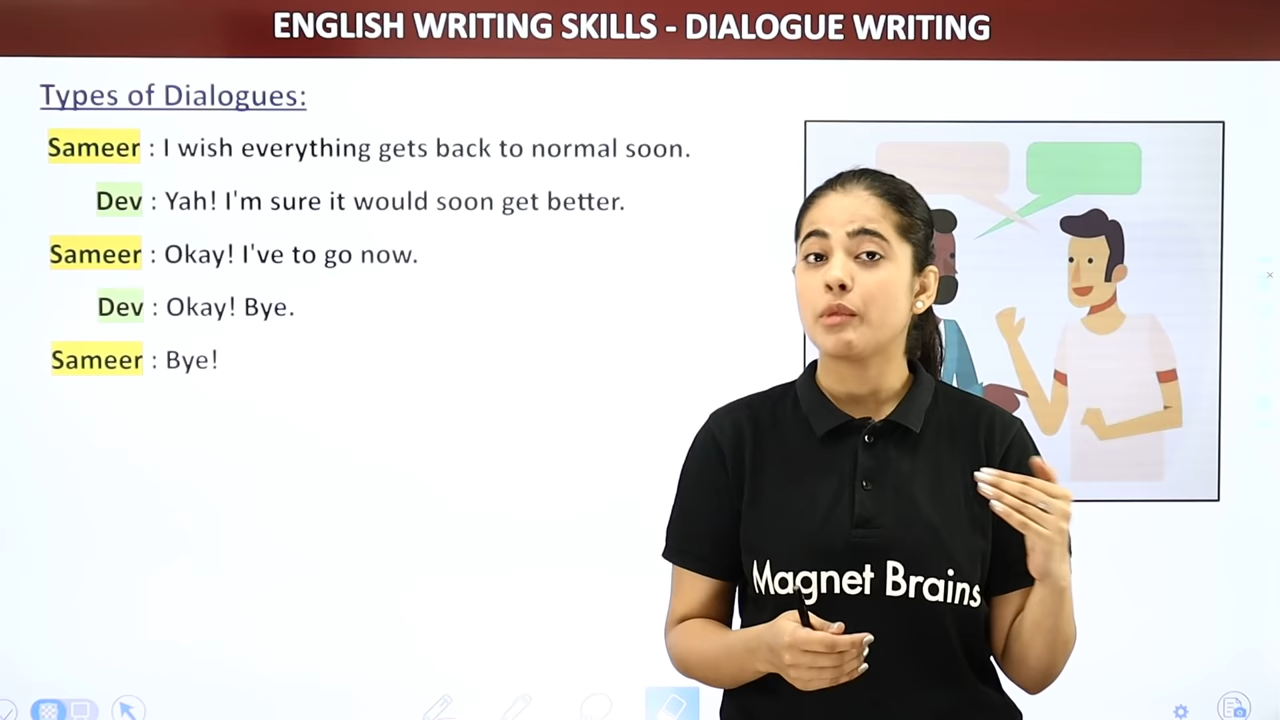 ENGLISH WRITING SKILLS - DIALOGUE WRITING
Types of Dialogues:
Sameer : I wish everything gets back to normal soon.
Dev : Yah! I'm sure it would soon get better.
Sameer : Okay! I've to go now.
Dev : Okay! Bye.
Sameer : Bye!
Magnet Brains